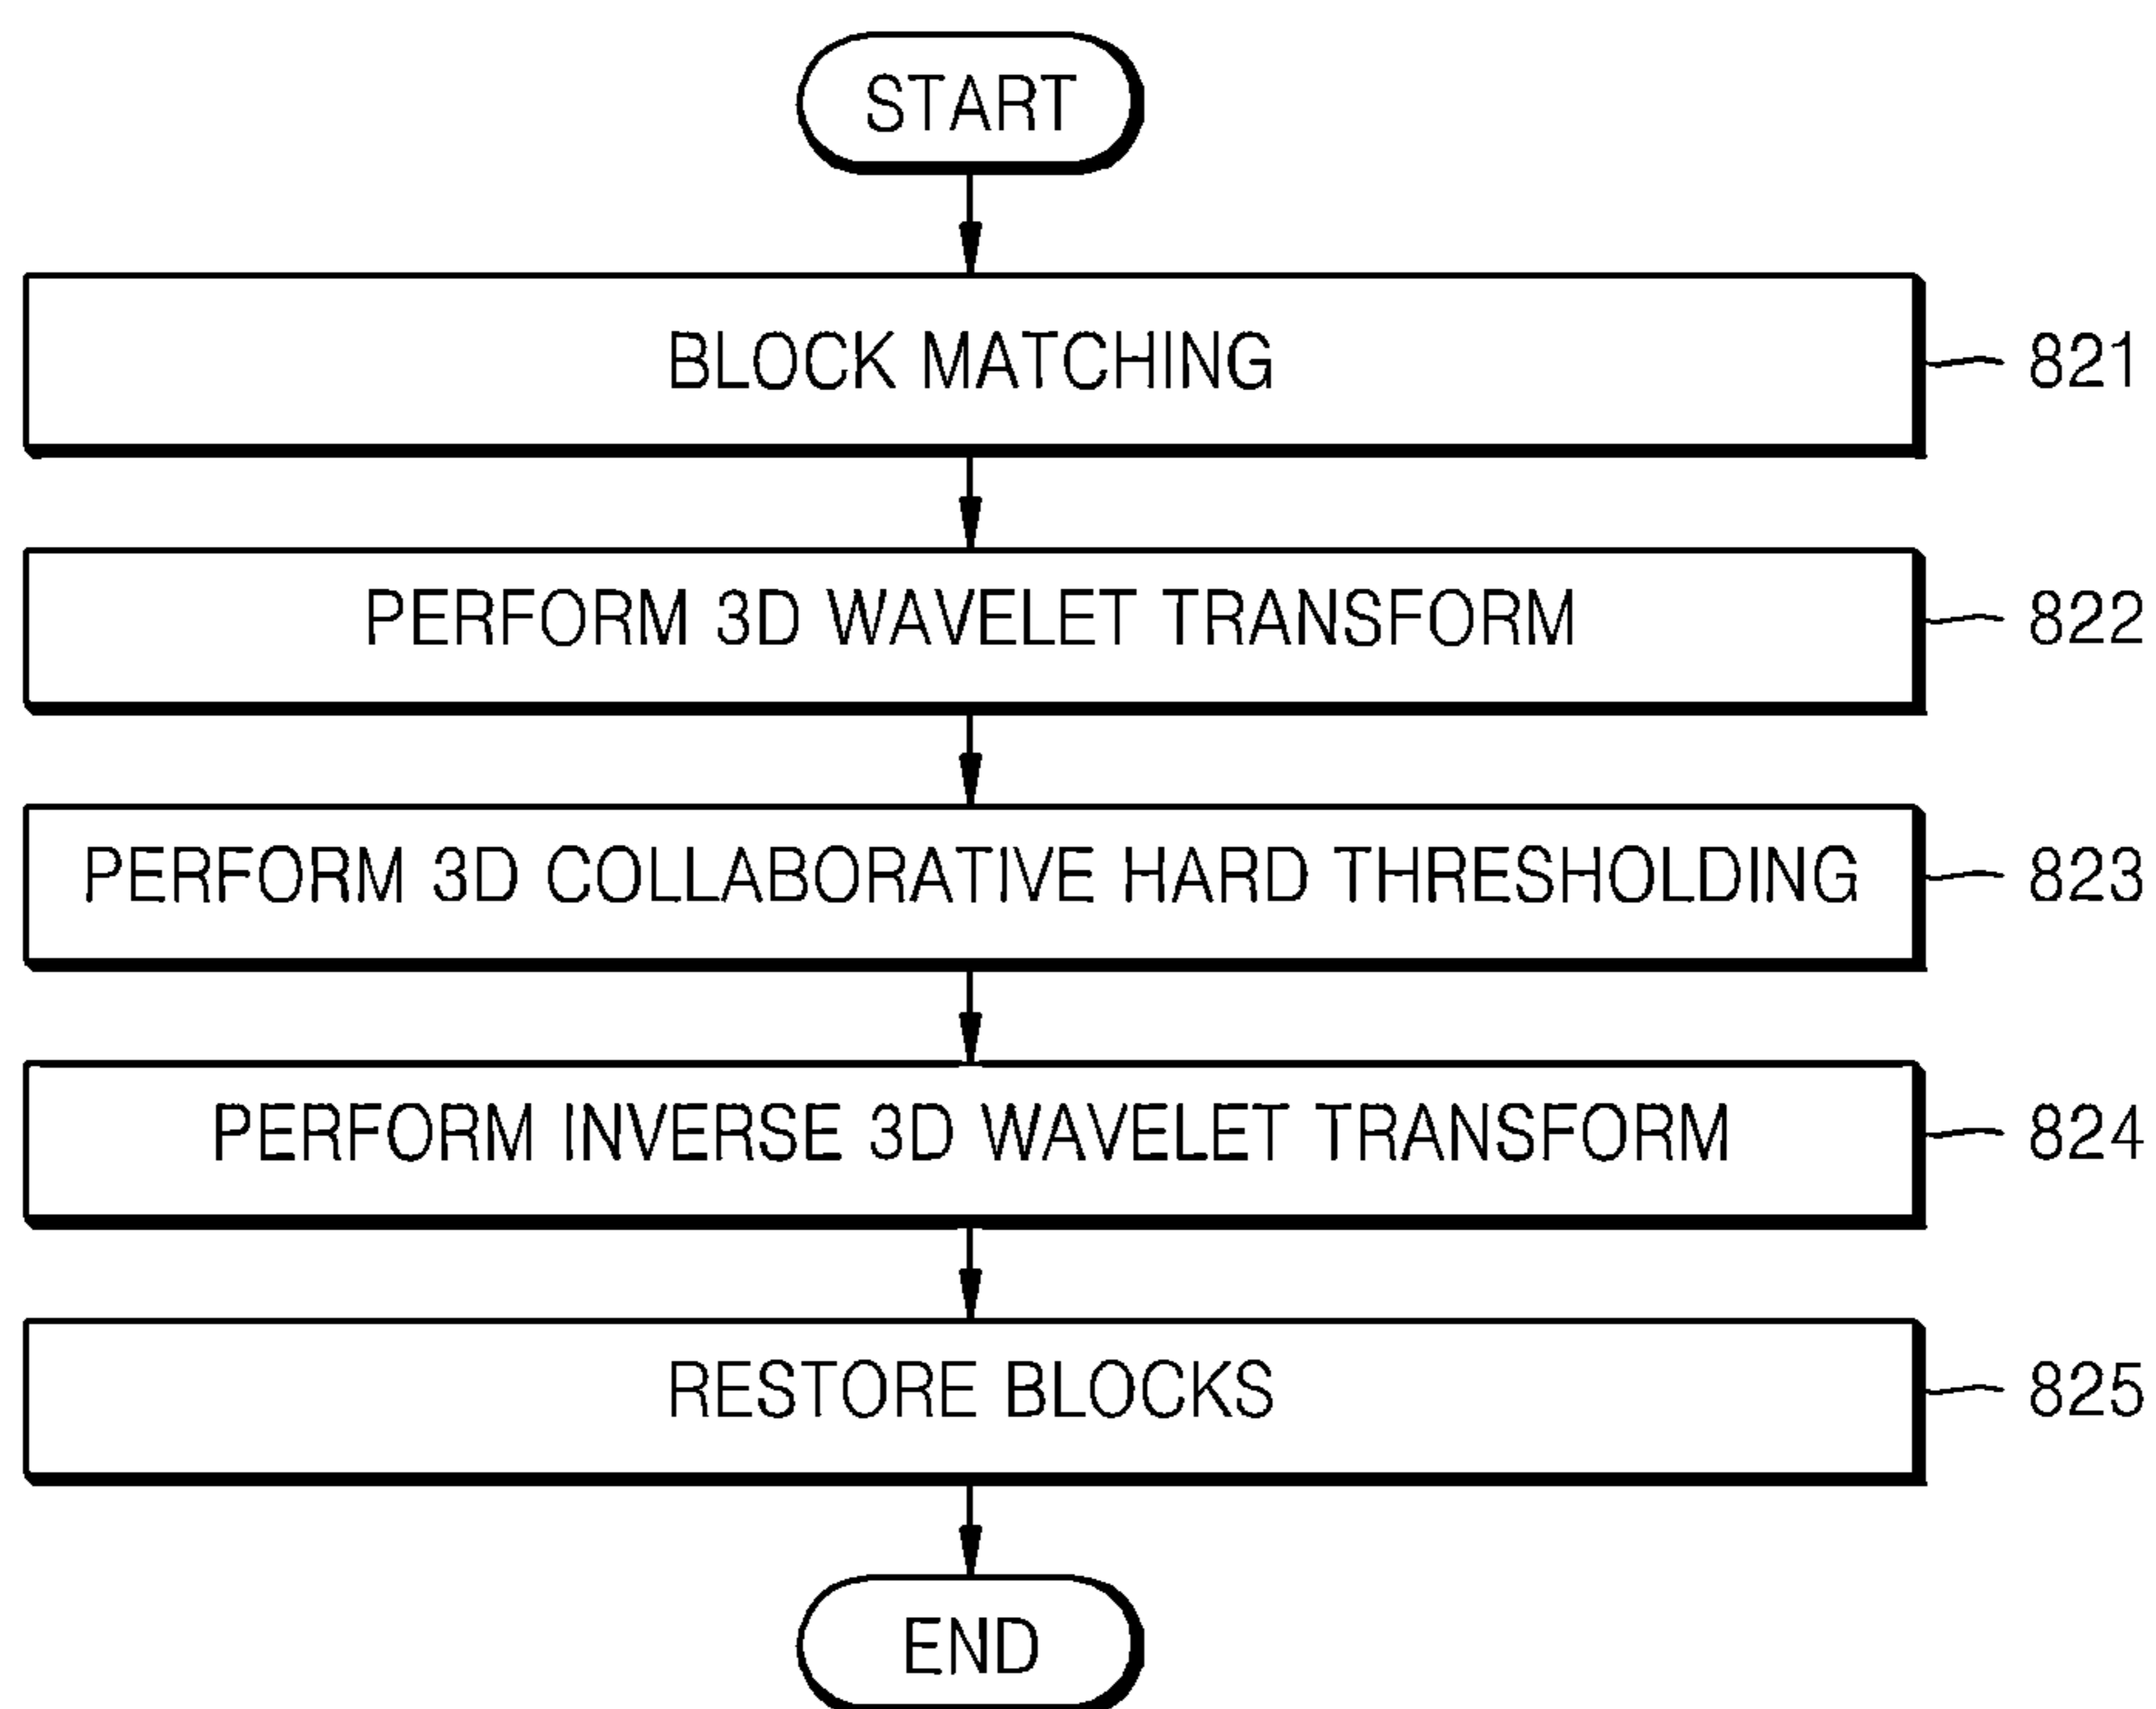 START
BLOCK MATCHING
821
PERFORM 3D WAVELET TRANSFORM
822
PERFORM 3D COLLABORATIVE HARD THRESHOLDING
823
PERFORM INVERSE 3D WAVELET TRANSFORM
824
RESTORE BLOCKS
825
END